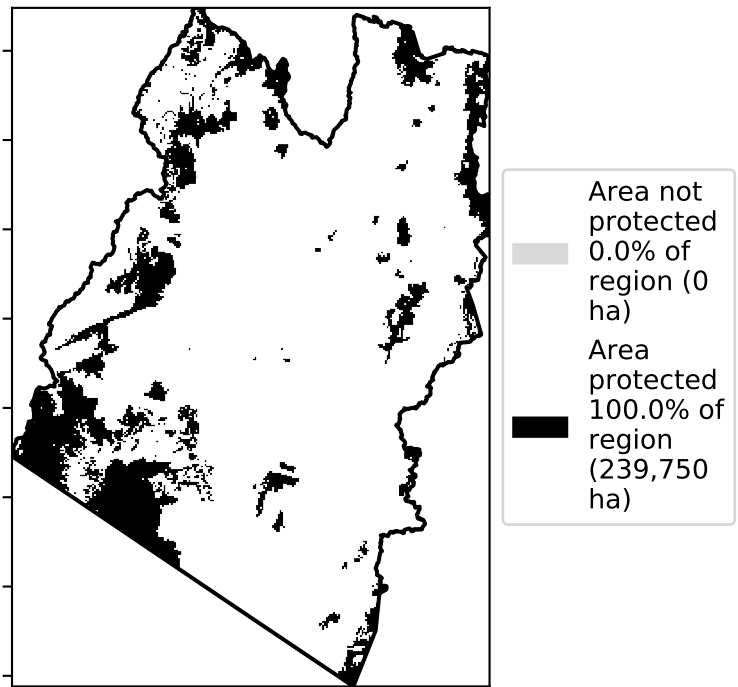 Area not
protected
0.0% of
region (0
ha)
Area
protected
100.0% of
region
(239,750
ha)